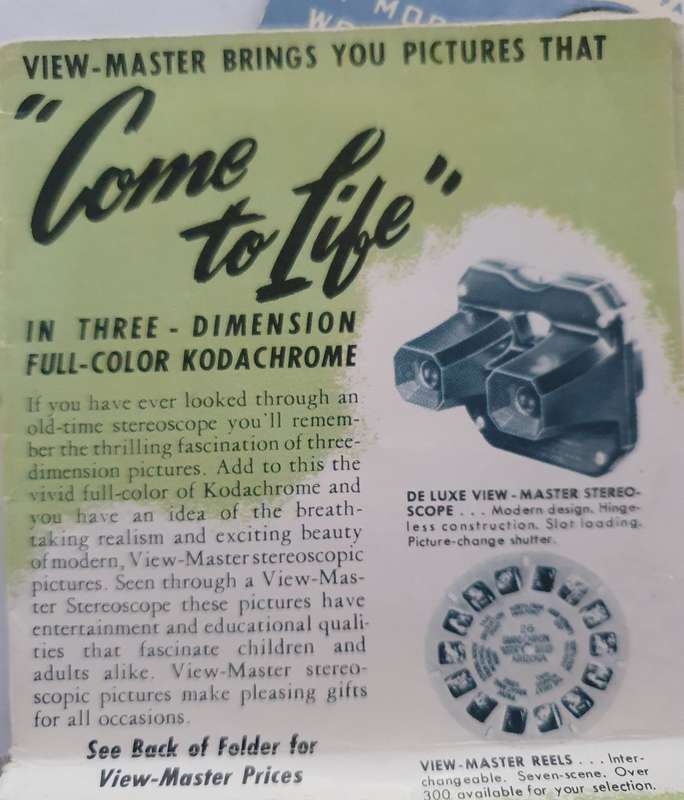 MOD
WO
VIEW-MASTER BRINGS YOU PICTURES THAT
"Come
to Life"
IN THREE - DIMENSION
FULL-COLOR KODACHROME
If you have ever looked through an
old-time stereoscope you'll remem-
ber the thrilling fascination of three-
dimension pictures. Add to this the
vivid full-color of Kodachrome and
you have an idea of the breath-
taking realism and exciting beauty
of modern, View-Master stereoscopic
pictures. Seen through a View-Mas-
ter Stereoscope these pictures have
entertainment and educational quali-
ties that fascinate children and
adults alike. View-Master stereo-
scopic pictures make pleasing gifts
for all occasions.
See Back of Folder for
View-Master Prices
DE LUXE VIEW-MASTER STEREO-
SCOPE . . . Modern design. Hinge-
less construction. Slot loading.
Picture-change shutter.
26
ARIZONA
VIEW-MASTER REELS . . . Inter-
changeable. Seven-scene. Over
300 available for your selection.